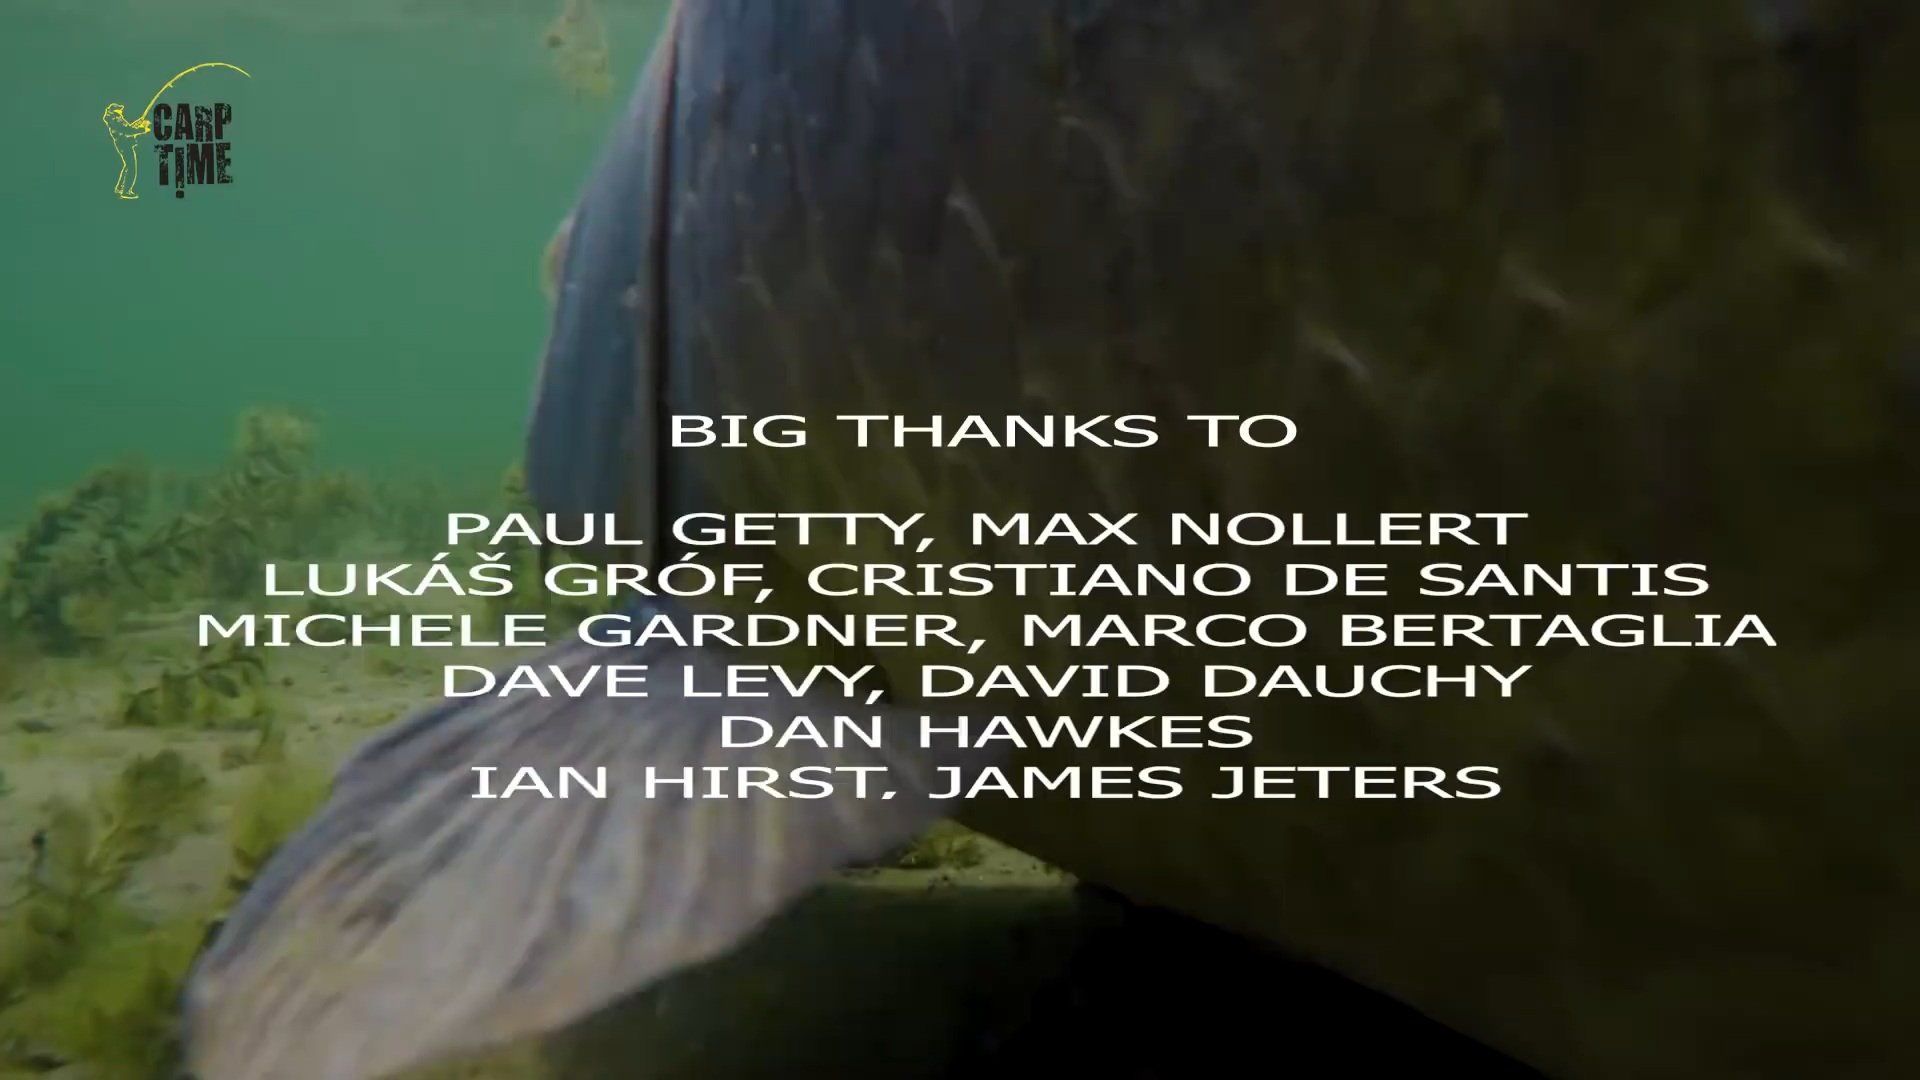 CARP
TIME
BIG THANKS TO
PAUL GETTY, MAX NOLLERT
LUKÁŠ GRÓF, CRISTIANO DE SANTIS
MICHELE GARDNER, MARCO BERTAGLIA
DAVE LEVY, DAVID DAUCHY
DAN HAWKES
IAN HIRST, JAMES JETERS